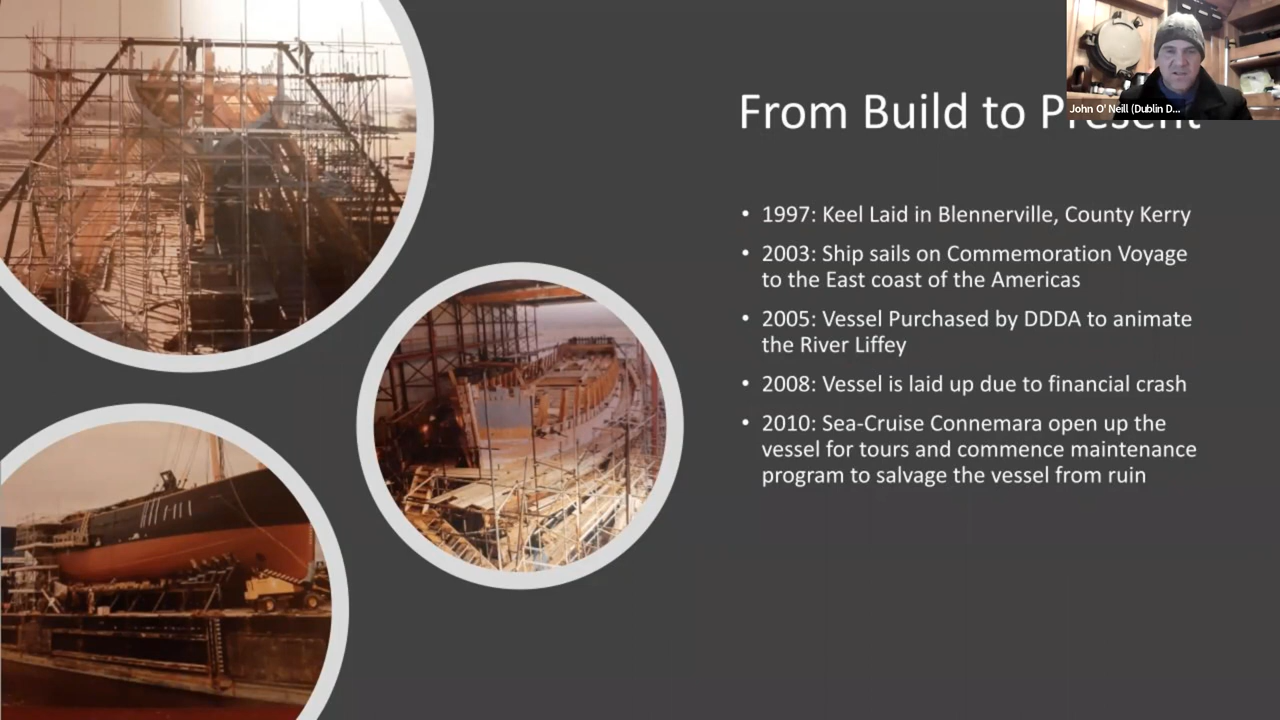 From Build to Present
John O' Neill (Dublin D...
• 1997: Keel Laid in Blennerville, County Kerry
• 2003: Ship sails on Commemoration Voyage
to the East coast of the Americas
• 2005: Vessel Purchased by DDDA to animate
the River Liffey
• 2008: Vessel is laid up due to financial crash
• 2010: Sea-Cruise Connemara open up the
vessel for tours and commence maintenance
program to salvage the vessel from ruin